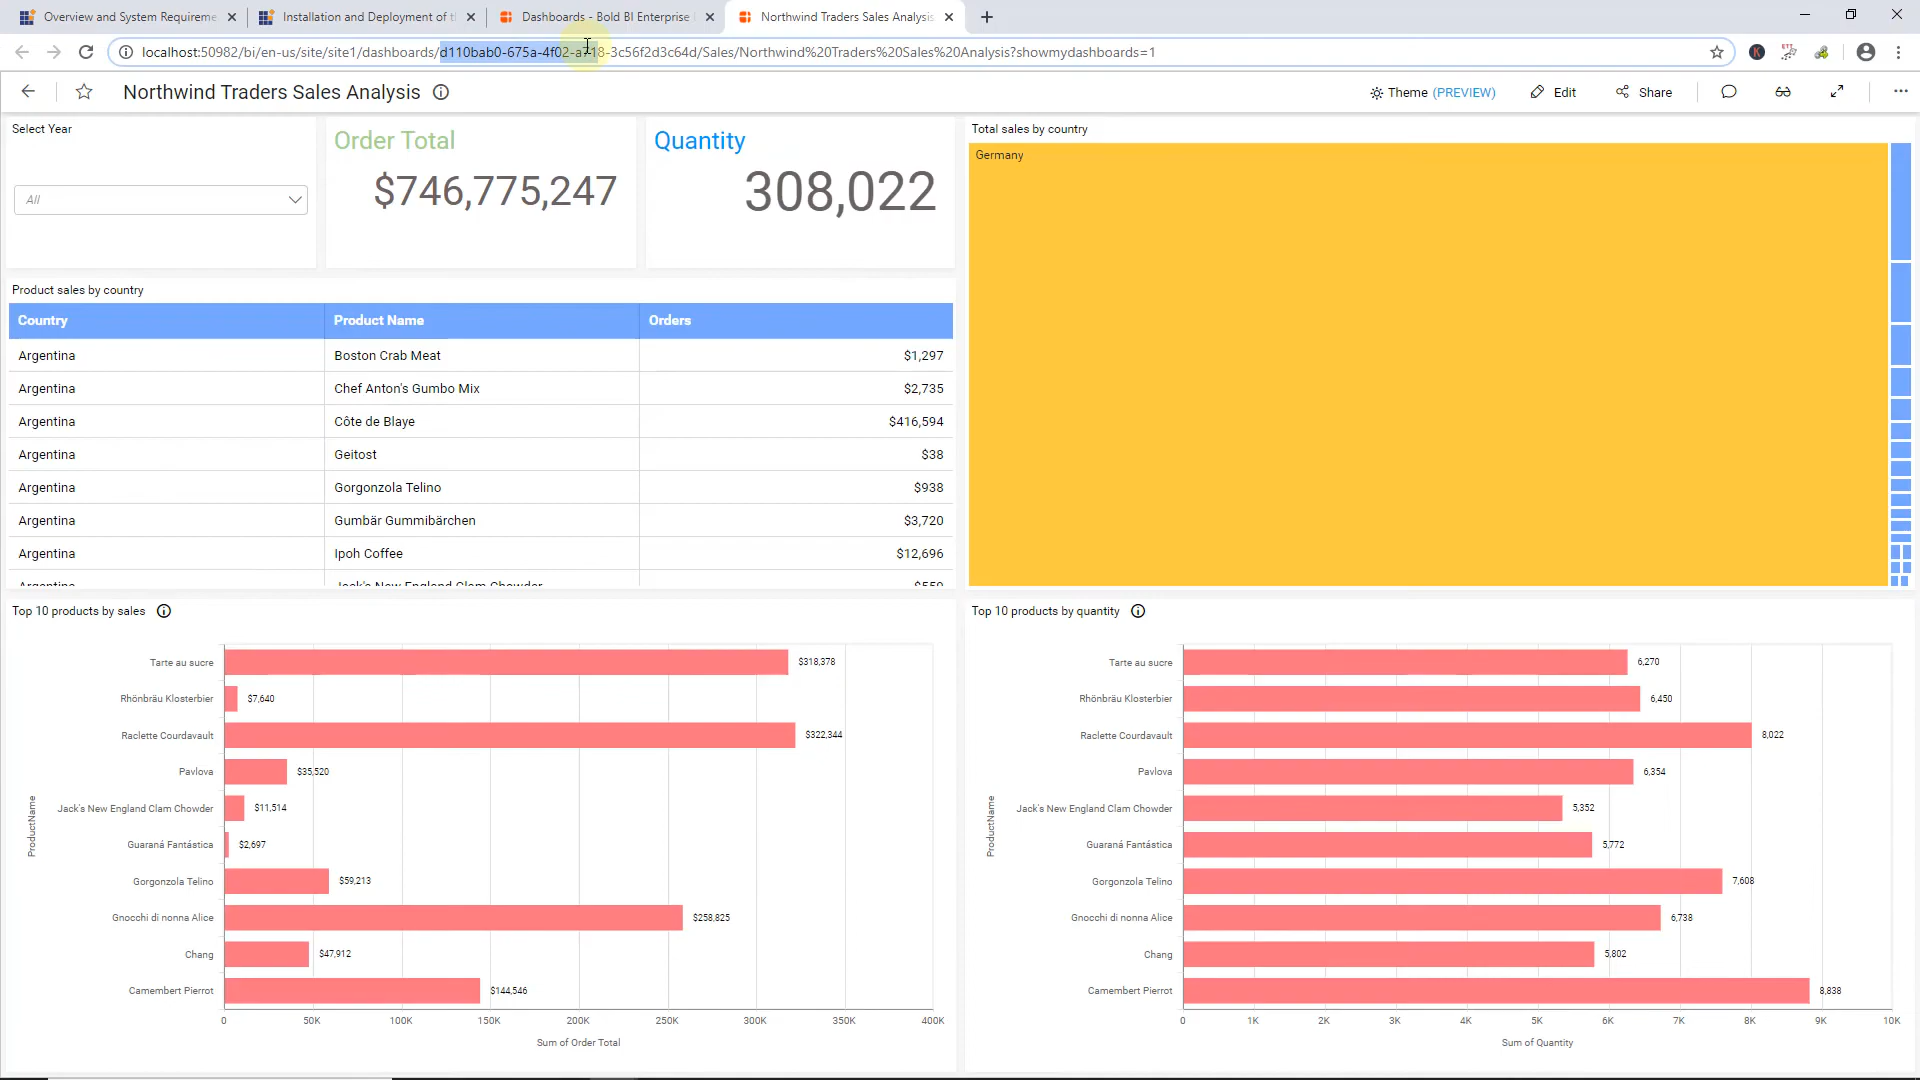 Overview and System Requireme
Installation and Deployment of t
Dashboards - Bold BI Enterprise
Northwind Traders Sales Analysis
localhost:50982/bi/en-us/site/site1/dashboards/d110bab0-675a-4f02-a718-3c56f2d3c64d/Sales/Northwind%20Traders%20Sales%20Analysis?showmydashboards=1
K
ETT
Northwind Traders Sales Analysis
Theme (PREVIEW)
Edit
Share
Select Year
All
Order Total
$746,775,247
Quantity
308,022
Total sales by country
Germany
Product sales by country
Country Product Name Orders
Argentina Boston Crab Meat $1,297
Argentina Chef Anton's Gumbo Mix $2,735
Argentina Côte de Blaye $416,594
Argentina Geitost $38
Argentina Gorgonzola Telino $938
Argentina Gumbär Gummibärchen $3,720
Argentina Ipoh Coffee $12,696
Argentina Jack's New England Clam Chowder $559
Top 10 products by sales
ProductName
Tarte au sucre $318,378
Rhönbräu Klosterbier $7,640
Raclette Courdavault $322,344
Pavlova $35,520
Jack's New England Clam Chowder $11,514
Guaraná Fantástica $2,697
Gorgonzola Telino $59,213
Gnocchi di nonna Alice $258,825
Chang $47,912
Camembert Pierrot $144,546
0 50K 100K 150K 200K 250K 300K 350K 400K
Sum of Order Total
Top 10 products by quantity
ProductName
Tarte au sucre 6,270
Rhönbräu Klosterbier 6,450
Raclette Courdavault 8,022
Pavlova 6,354
Jack's New England Clam Chowder 5,352
Guaraná Fantástica 5,772
Gorgonzola Telino 7,608
Gnocchi di nonna Alice 6,738
Chang 5,802
Camembert Pierrot 8,838
0 1K 2K 3K 4K 5K 6K 7K 8K 9K 10K
Sum of Quantity